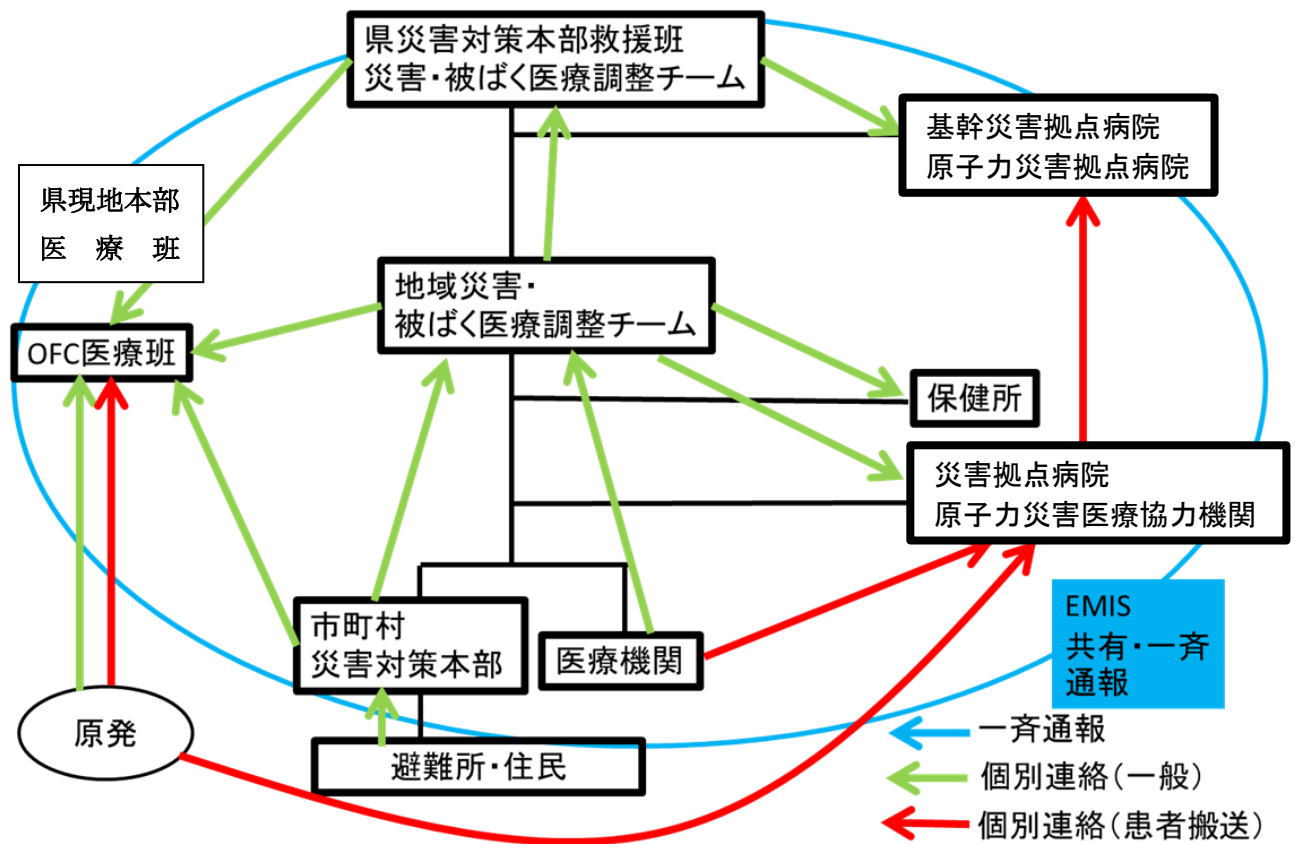 県災害対策本部救援班
災害・被ばく医療調整チーム
基幹災害拠点病院
原子力災害拠点病院
県現地本部
医 療 班
地域災害・
被ばく医療調整チーム
OFC医療班
保健所
災害拠点病院
原子力災害医療協力機関
市町村
災害対策本部
医療機関
EMIS
共有・一斉
通報
原発
避難所・住民
一斉通報
個別連絡(一般)
個別連絡(患者搬送)